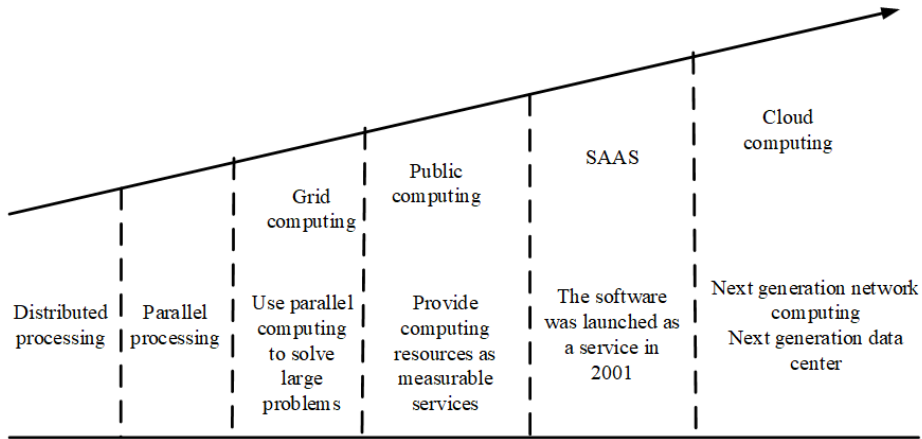 Distributed
processing
Parallel
processing
Grid
computing
Use parallel
computing
to solve
large
problems
Public
computing
Provide
computing
resources as
measurable
services
SAAS
The software
was launched as
a service in
2001
Cloud
computing
Next generation network
computing
Next generation data
center